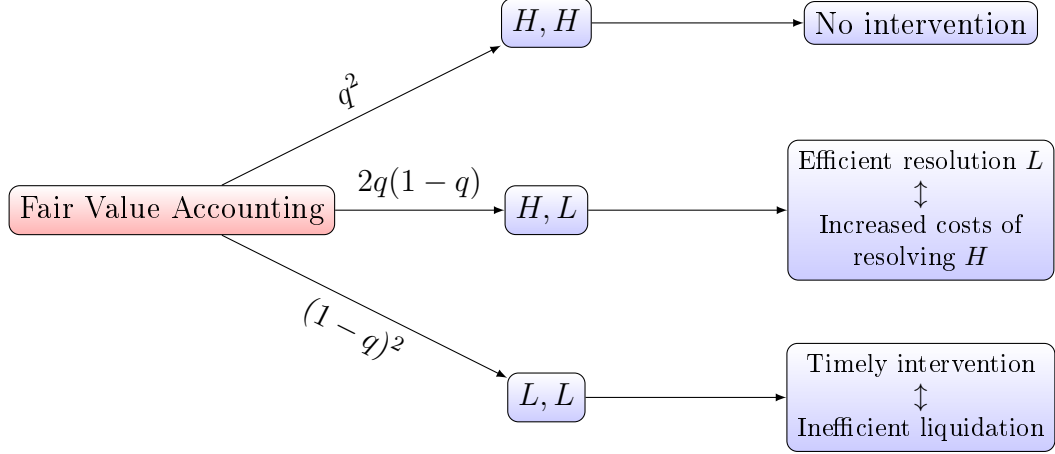 H, H
No intervention
q²
Efficient resolution L
↕
Increased costs of
resolving H
2q(1 − q)
Fair Value Accounting
H, L
(1 − q)²
Timely intervention
↕
Inefficient liquidation
L, L